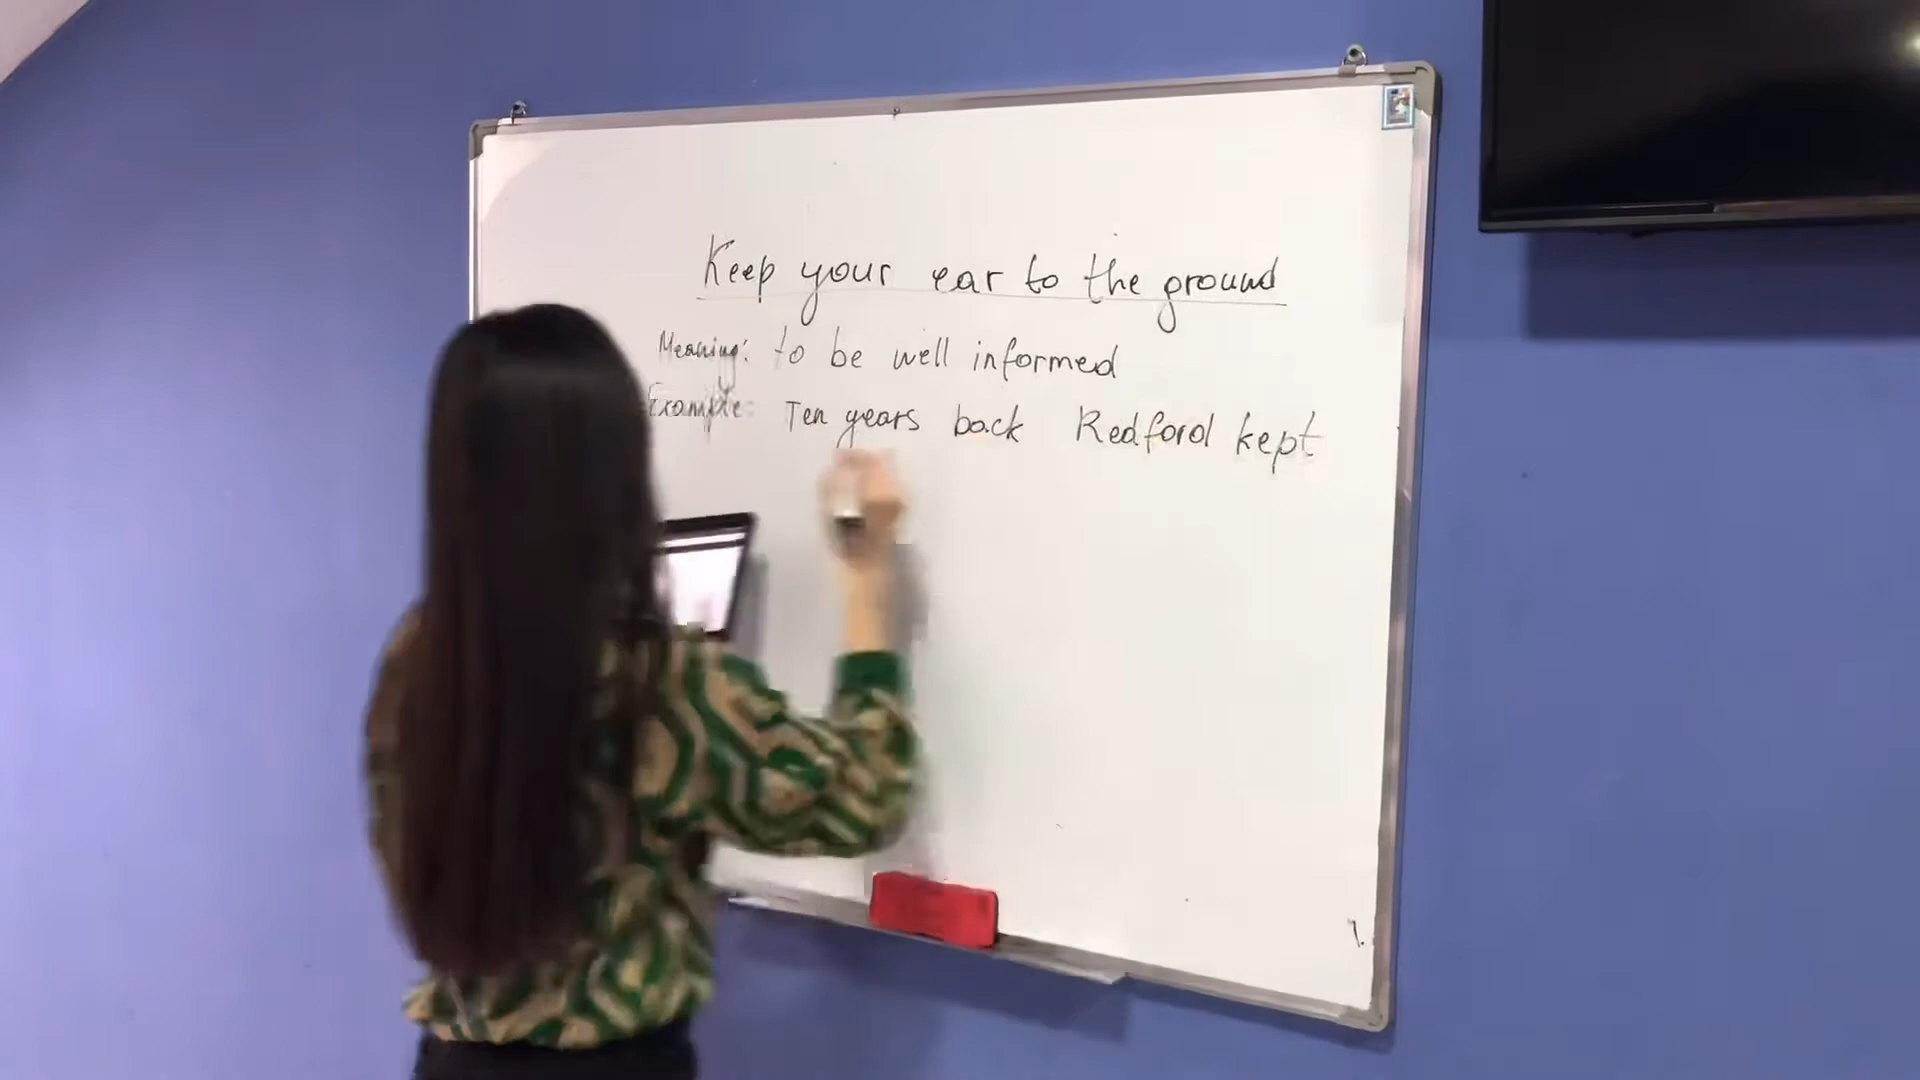 Keep your ear to the ground
Meaning: to be well informed
Example: Ten years back Redford kept